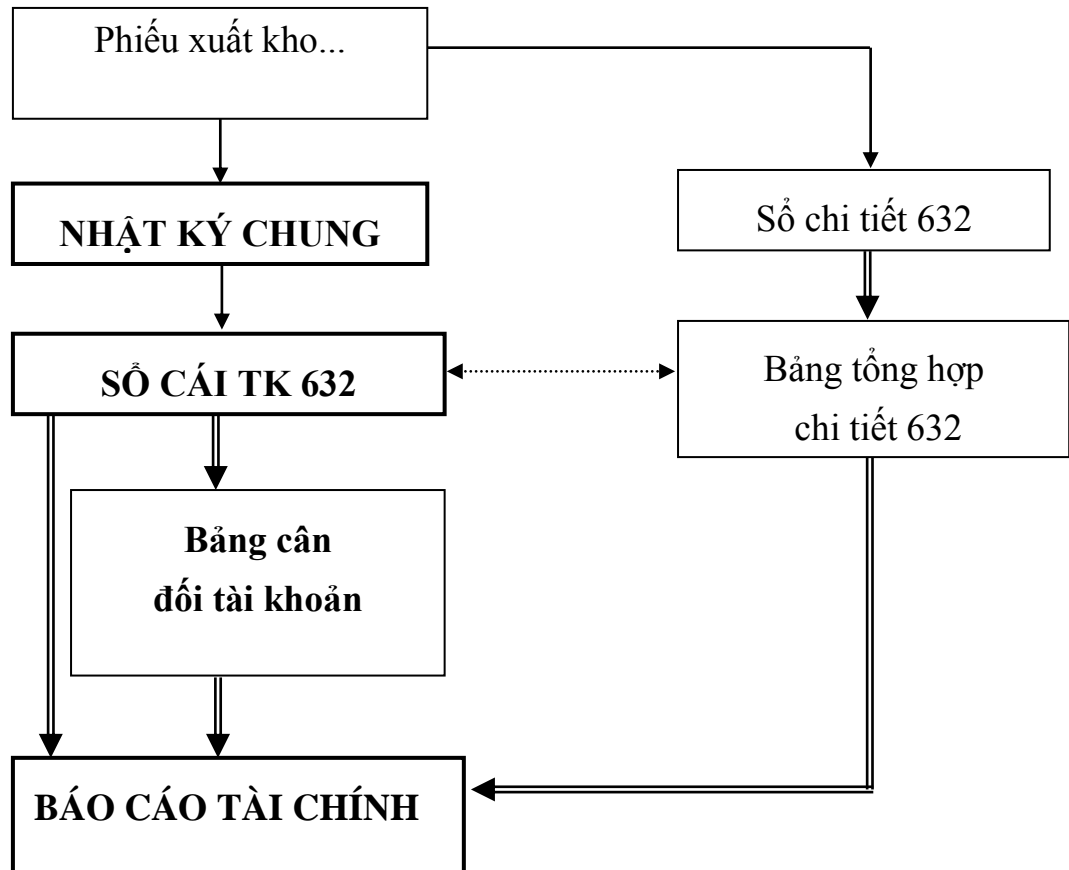 Phiếu xuất kho...
NHẬT KÝ CHUNG
Sổ chi tiết 632
SỔ CÁI TK 632
Bảng tổng hợp
chi tiết 632
Bảng cân
đối tài khoản
BÁO CÁO TÀI CHÍNH